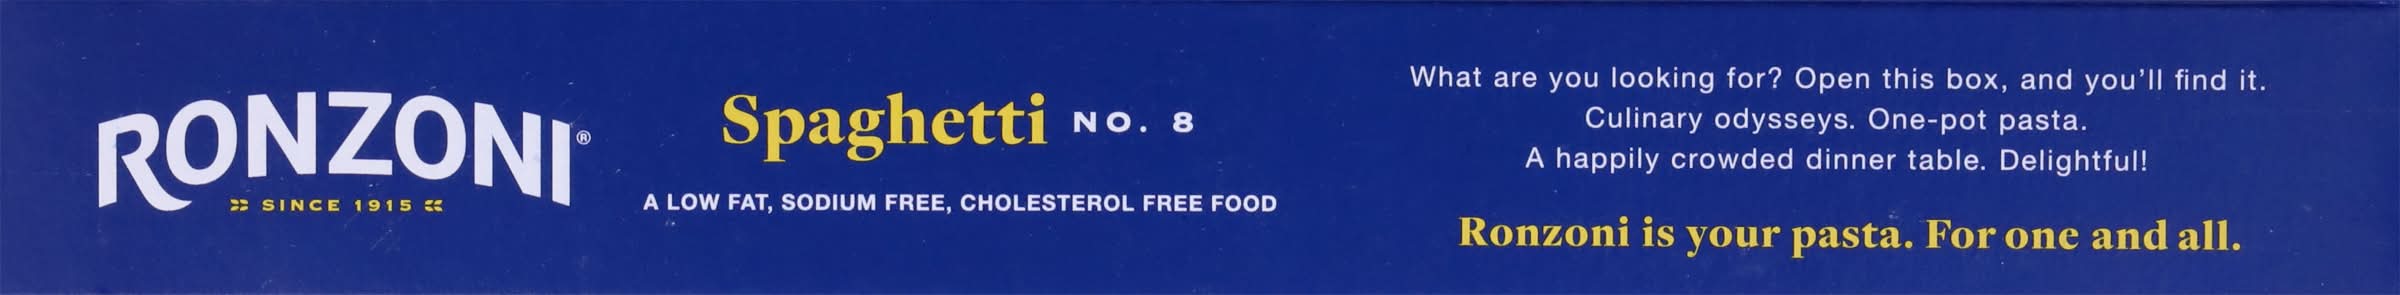 RONZONI®
SINCE 1915
Spaghetti NO. 8
A LOW FAT, SODIUM FREE, CHOLESTEROL FREE FOOD
What are you looking for? Open this box, and you'll find it.
Culinary odysseys. One-pot pasta.
A happily crowded dinner table. Delightful!
Ronzoni is your pasta. For one and all.